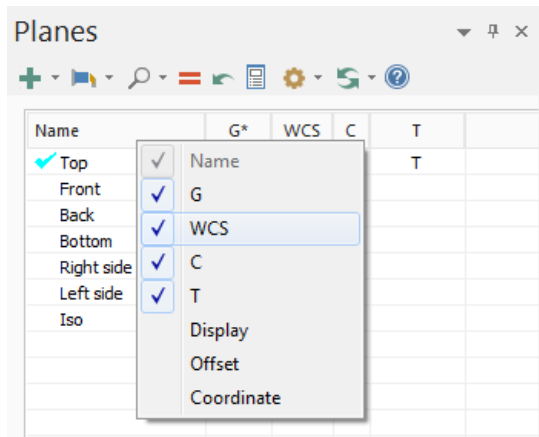 Planes
Name G* WCS C T
Top T
Front
Back
Bottom
Right side
Left side
Iso
Name
G
WCS
C
T
Display
Offset
Coordinate